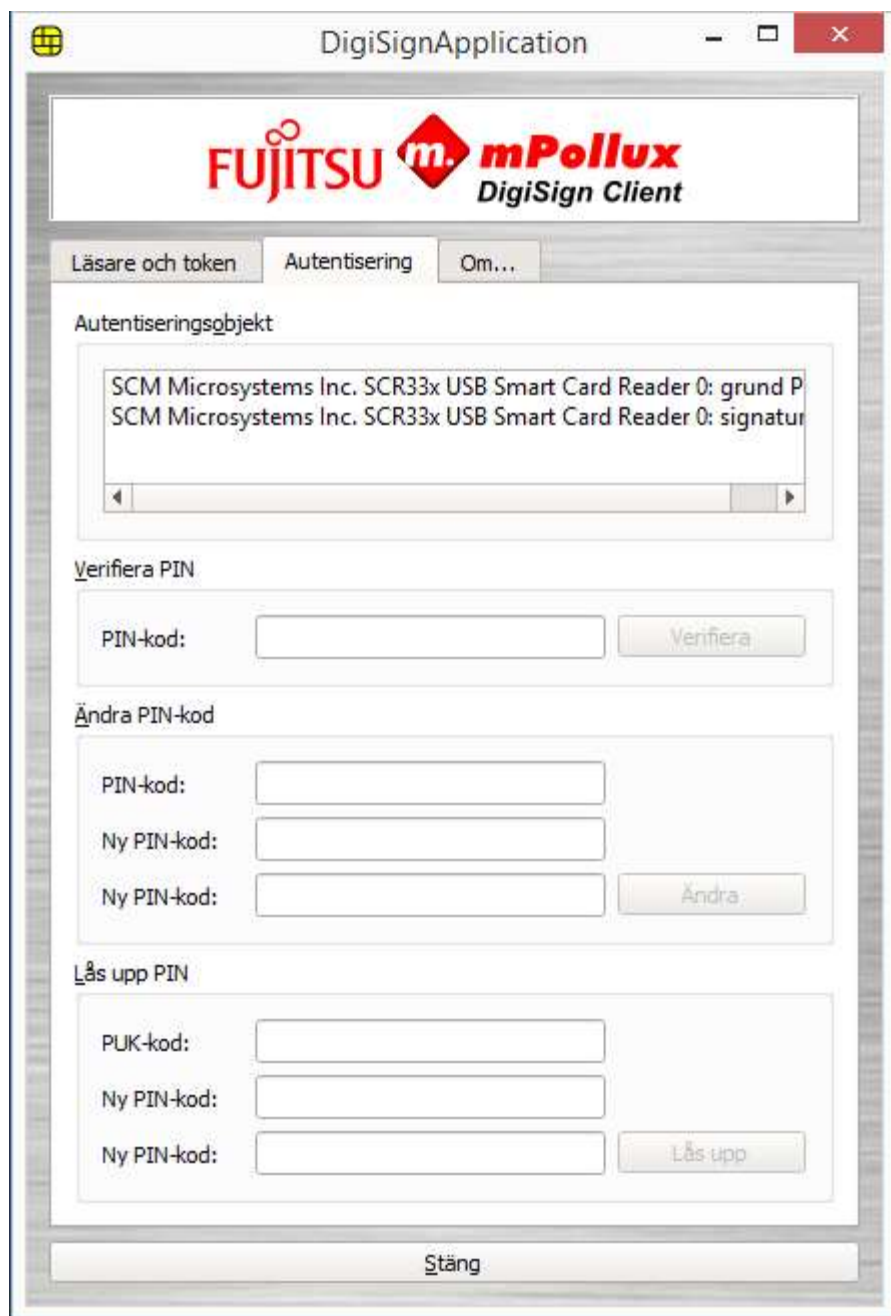 DigiSignApplication
FUJITSU m. mPollux
DigiSign Client
Läsare och token Autentisering Om...
Autentiseringsobjekt
SCM Microsystems Inc. SCR33x USB Smart Card Reader 0: grund P
SCM Microsystems Inc. SCR33x USB Smart Card Reader 0: signatur
Verifiera PIN
PIN-kod: Verifiera
Ändra PIN-kod
PIN-kod:
Ny PIN-kod:
Ny PIN-kod: Ändra
Lås upp PIN
PUK-kod:
Ny PIN-kod:
Ny PIN-kod: Lås upp
Stäng